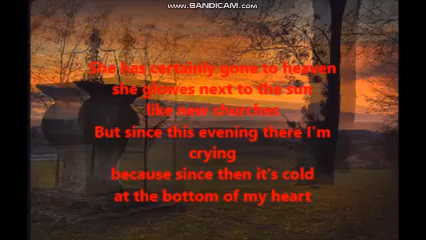 www.BANDICAM.com
She has certainly gone to heaven
she glowes next to the sun
like new churches
But since this evening there I'm
crying
because since then it's cold
at the bottom of my heart